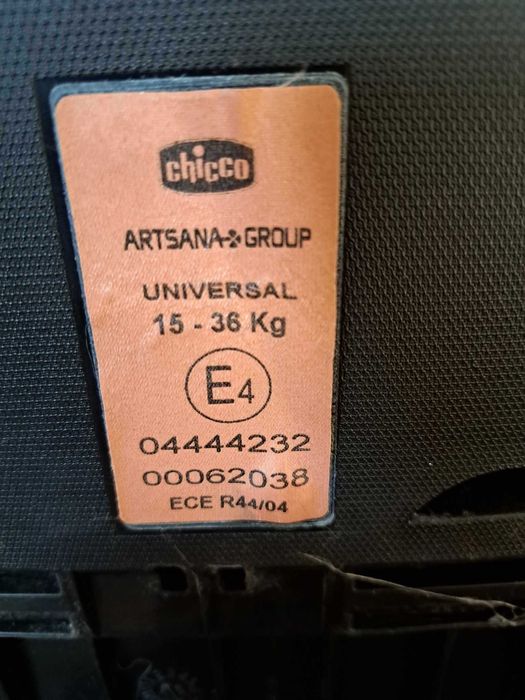 chicco
ARTSANA GROUP
UNIVERSAL
15 - 36 Kg
E4
04444232
00062038
ECE R44/04